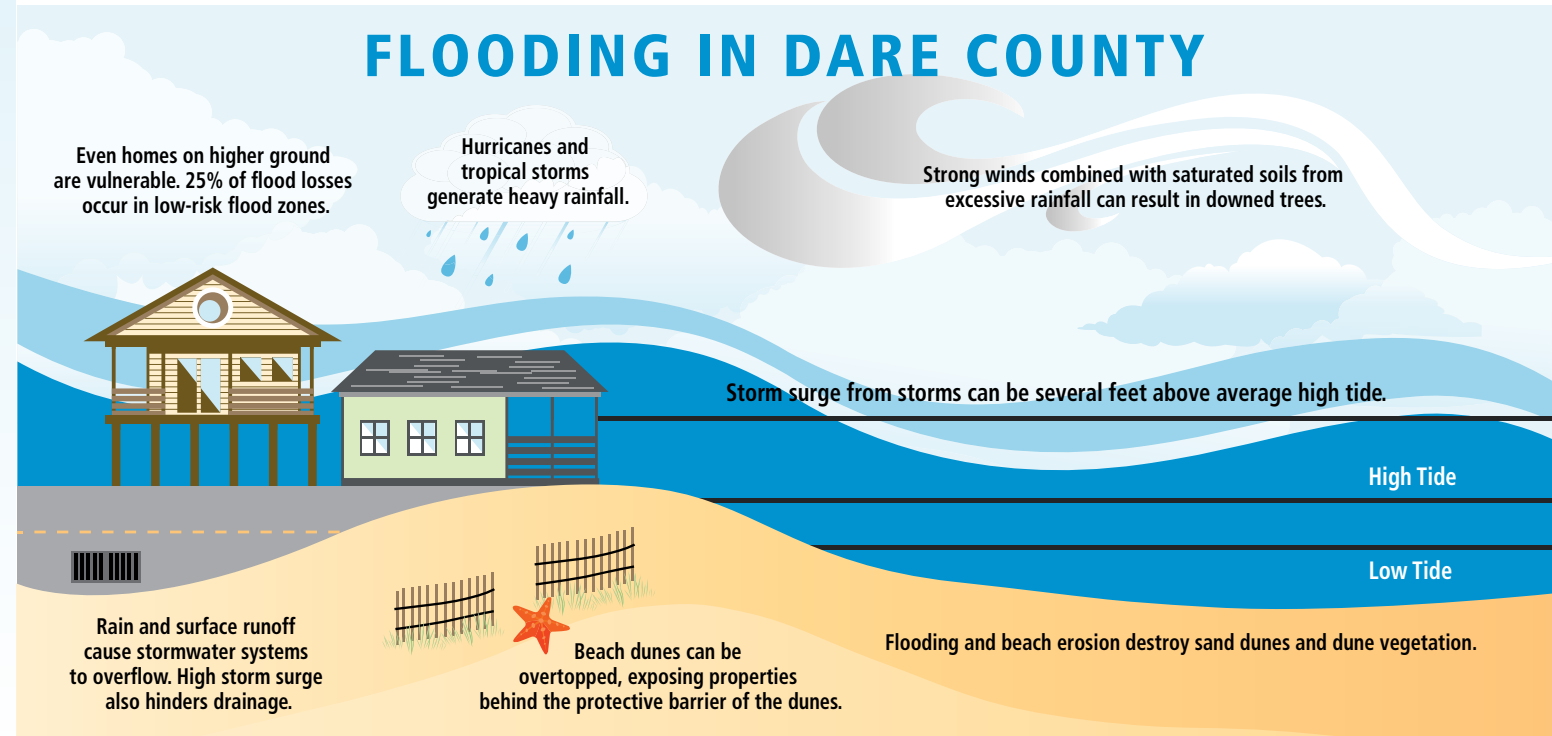 FLOODING IN DARE COUNTY
Even homes on higher ground
are vulnerable. 25% of flood losses
occur in low-risk flood zones.
Hurricanes and
tropical storms
generate heavy rainfall.
Strong winds combined with saturated soils from
excessive rainfall can result in downed trees.
Storm surge from storms can be several feet above average high tide.
High Tide
Low Tide
Rain and surface runoff
cause stormwater systems
to overflow. High storm surge
also hinders drainage.
Beach dunes can be
overtopped, exposing properties
behind the protective barrier of the dunes.
Flooding and beach erosion destroy sand dunes and dune vegetation.